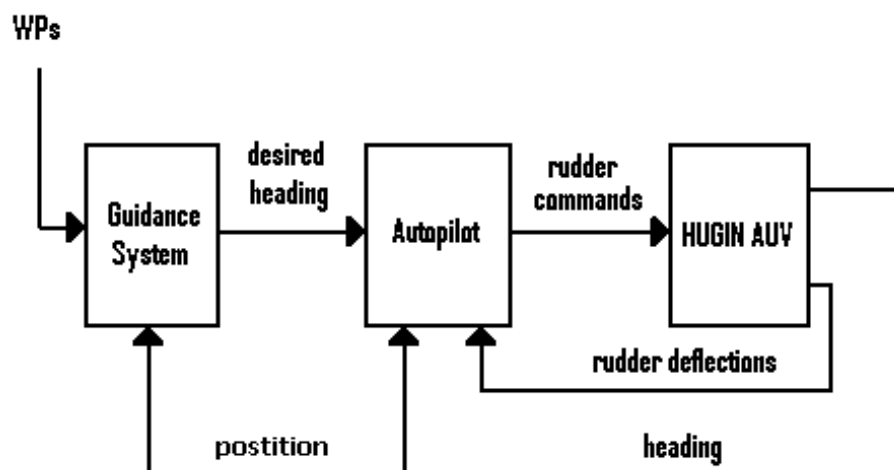 WPs
desired
heading
rudder
commands
Guidance
System
Autopilot
HUGIN AUV
rudder deflections
postition
heading